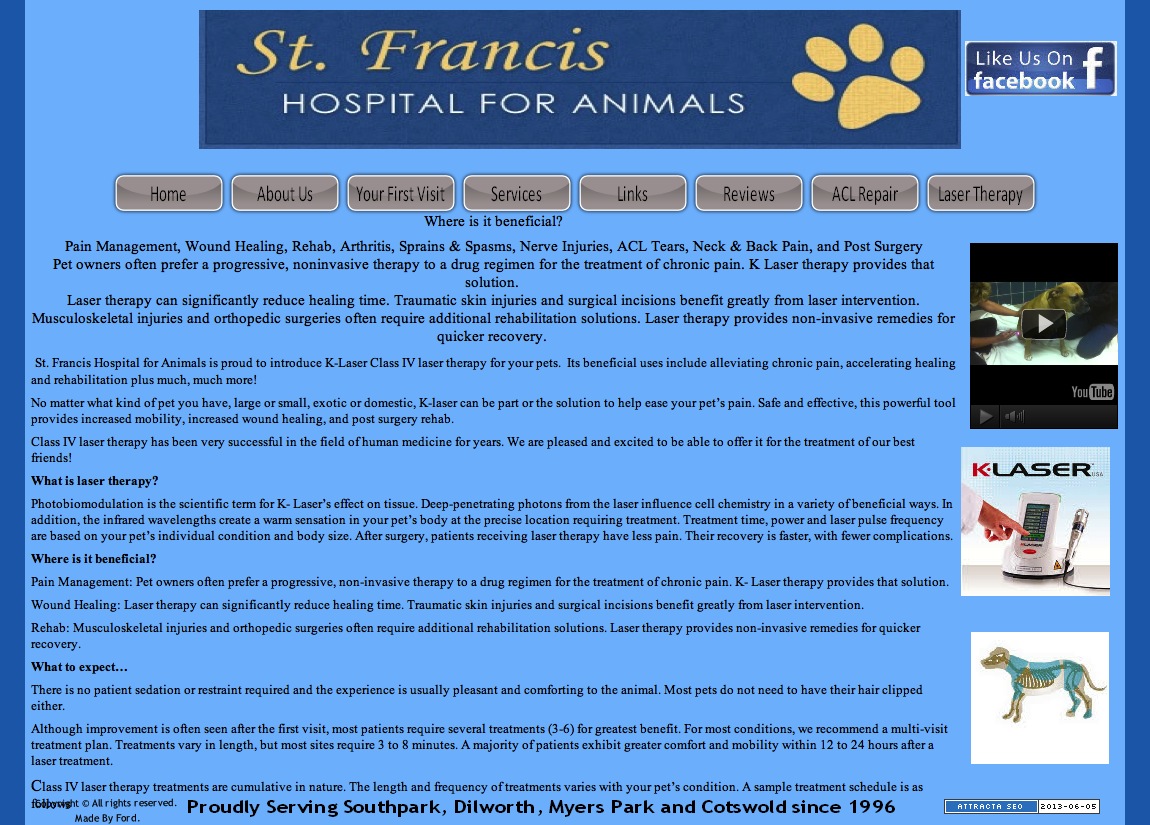 St. Francis
HOSPITAL FOR ANIMALS
Like Us On
facebook f
Home
About Us
Your First Visit
Services
Links
Reviews
ACL Repair
Laser Therapy
Where is it beneficial?
Pain Management, Wound Healing, Rehab, Arthritis, Sprains & Spasms, Nerve Injuries, ACL Tears, Neck & Back Pain, and Post Surgery
Pet owners often prefer a progressive, noninvasive therapy to a drug regimen for the treatment of chronic pain. K Laser therapy provides that
solution.
Laser therapy can significantly reduce healing time. Traumatic skin injuries and surgical incisions benefit greatly from laser intervention.
Musculoskeletal injuries and orthopedic surgeries often require additional rehabilitation solutions. Laser therapy provides non-invasive remedies for
quicker recovery.
St. Francis Hospital for Animals is proud to introduce K-Laser Class IV laser therapy for your pets. Its beneficial uses include alleviating chronic pain, accelerating healing
and rehabilitation plus much, much more!
No matter what kind of pet you have, large or small, exotic or domestic, K-laser can be part or the solution to help ease your pet's pain. Safe and effective, this powerful tool
provides increased mobility, increased wound healing, and post surgery rehab.
Class IV laser therapy has been very successful in the field of human medicine for years. We are pleased and excited to be able to offer it for the treatment of our best
friends!
What is laser therapy?
Photobiomodulation is the scientific term for K- Laser's effect on tissue. Deep-penetrating photons from the laser influence cell chemistry in a variety of beneficial ways. In
addition, the infrared wavelengths create a warm sensation in your pet's body at the precise location requiring treatment. Treatment time, power and laser pulse frequency
are based on your pet's individual condition and body size. After surgery, patients receiving laser therapy have less pain. Their recovery is faster, with fewer complications.
Where is it beneficial?
Pain Management: Pet owners often prefer a progressive, non-invasive therapy to a drug regimen for the treatment of chronic pain. K- Laser therapy provides that solution.
Wound Healing: Laser therapy can significantly reduce healing time. Traumatic skin injuries and surgical incisions benefit greatly from laser intervention.
Rehab: Musculoskeletal injuries and orthopedic surgeries often require additional rehabilitation solutions. Laser therapy provides non-invasive remedies for quicker
recovery.
What to expect…
There is no patient sedation or restraint required and the experience is usually pleasant and comforting to the animal. Most pets do not need to have their hair clipped
either.
Although improvement is often seen after the first visit, most patients require several treatments (3-6) for greatest benefit. For most conditions, we recommend a multi-visit
treatment plan. Treatments vary in length, but most sites require 3 to 8 minutes. A majority of patients exhibit greater comfort and mobility within 12 to 24 hours after a
laser treatment.
Class IV laser therapy treatments are cumulative in nature. The length and frequency of treatments varies with your pet's condition. A sample treatment schedule is as
Copyright © All rights reserved.
Made By Ford.
Proudly Serving Southpark, Dilworth, Myers Park and Cotswold since 1996
YouTube
K-LASER USA
ATTRACTA SEO 2013-06-05